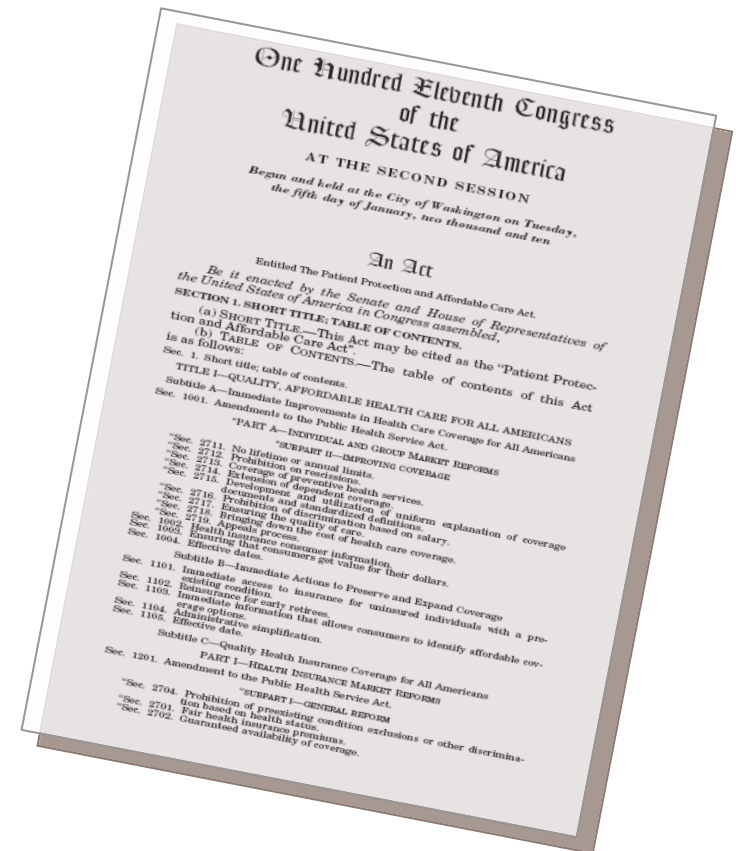 One Hundred Eleventh Congress
of the
United States of America
AT THE SECOND SESSION
Begun and held at the City of Washington on Tuesday,
the fifth day of January, two thousand and ten
An Act
Entitled The Patient Protection and Affordable Care Act.
Be it enacted by the Senate and House of Representatives of
the United States of America in Congress assembled,
SECTION 1. SHORT TITLE; TABLE OF CONTENTS.
(a) SHORT TITLE.—This Act may be cited as the “Patient Protec-
tion and Affordable Care Act”.
(b) TABLE OF CONTENTS.—The table of contents of this Act
is as follows:
Sec. 1. Short title; table of contents.
TITLE I—QUALITY, AFFORDABLE HEALTH CARE FOR ALL AMERICANS
Subtitle A—Immediate Improvements in Health Care Coverage for All Americans
Sec. 1001. Amendments to the Public Health Service Act.
“PART A—INDIVIDUAL AND GROUP MARKET REFORMS
“SUBPART II—IMPROVING COVERAGE
“Sec. 2711. No lifetime or annual limits.
“Sec. 2712. Prohibition on rescissions.
“Sec. 2713. Coverage of preventive health services.
“Sec. 2714. Extension of dependent coverage.
“Sec. 2715. Development and utilization of uniform explanation of coverage
documents and standardized definitions.
“Sec. 2716. Prohibition of discrimination based on salary.
“Sec. 2717. Ensuring the quality of care.
“Sec. 2718. Bringing down the cost of health care coverage.
“Sec. 2719. Appeals process.
Sec. 1002. Health insurance consumer information.
Sec. 1003. Ensuring that consumers get value for their dollars.
Sec. 1004. Effective dates.
Subtitle B—Immediate Actions to Preserve and Expand Coverage
Sec. 1101. Immediate access to insurance for uninsured individuals with a pre-
existing condition.
Sec. 1102. Reinsurance for early retirees.
Sec. 1103. Immediate information that allows consumers to identify affordable cov-
erage options.
Sec. 1104. Administrative simplification.
Sec. 1105. Effective date.
Subtitle C—Quality Health Insurance Coverage for All Americans
PART I—HEALTH INSURANCE MARKET REFORMS
Sec. 1201. Amendment to the Public Health Service Act.
“SUBPART I—GENERAL REFORM
“Sec. 2704. Prohibition of preexisting condition exclusions or other discrimina-
tion based on health status.
“Sec. 2701. Fair health insurance premiums.
“Sec. 2702. Guaranteed availability of coverage.